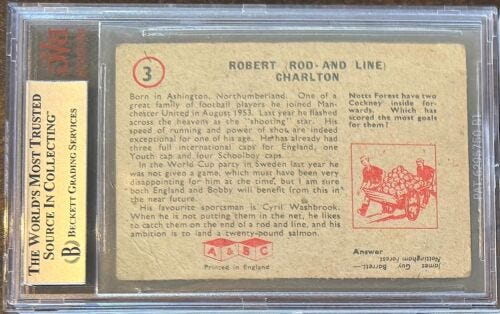 THE WORLD'S MOST TRUSTED
SOURCE IN COLLECTING™
BECKETT GRADING SERVICES
3
ROBERT (ROD AND LINE)
CHARLTON
Born in Ashington, Northumberland. One of a
great family of football players he joined Man-
chester United in August 1953. Last year he flashed
across the heavens as the "shooting" star. His
speed of running and power of shot, are indeed
exceptional for one of his age. He has already had
three full international caps for England, one
Youth cap and four Schoolboy caps.
In the World Cup party in Sweden last year he
was not given a game, which must have been very
disappointing for him at the time, but I am sure
both England and Bobby will benefit from this in
the near future.
His favourite sportsman is Cyril Washbrook.
When he is not putting them in the net, he likes
to catch them on the end of a rod and line, and his
ambition is to land a twenty-pound salmon.
A & BC
Printed in England
Notts Forest have two
Cockney inside for-
wards. Which has
scored the most goals
for them?
Answer
James Guy Barrett.—
Nottingham Forest